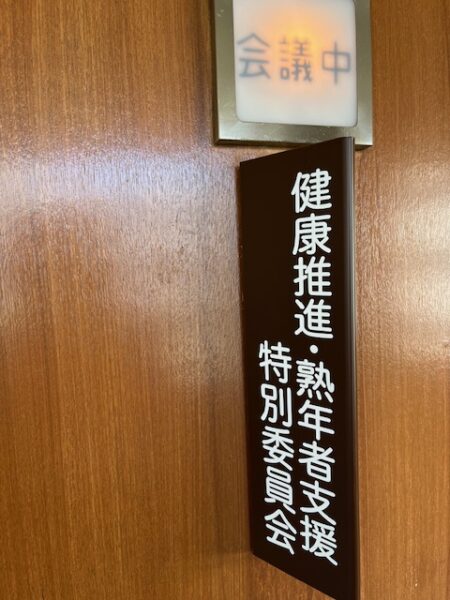 会議中
健康推進・熟年者支援
特別委員会